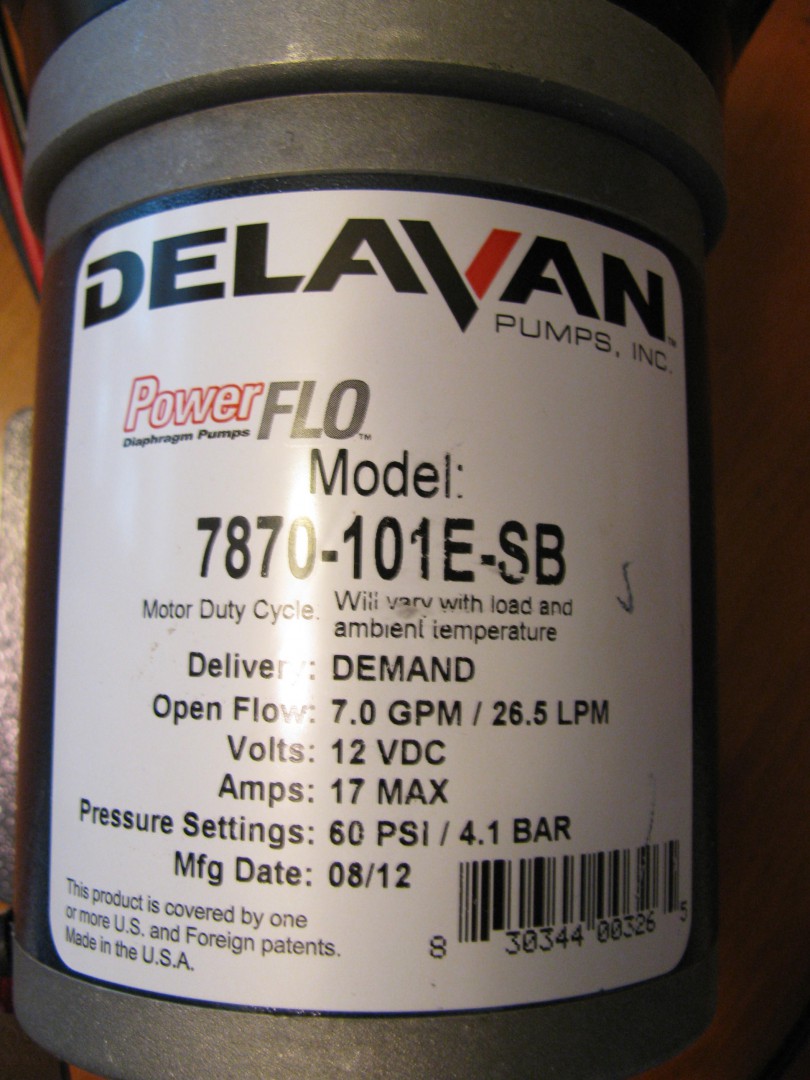 DELAVAN™
PUMPS, INC.
PowerFLO™
Diaphragm Pumps
Model:
7870-101E-SB
Motor Duty Cycle. Will vary with load and
ambient temperature
Delivery: DEMAND
Open Flow: 7.0 GPM / 26.5 LPM
Volts: 12 VDC
Amps: 17 MAX
Pressure Settings: 60 PSI / 4.1 BAR
Mfg Date: 08/12
This product is covered by one
or more U.S. and Foreign patents.
Made in the U.S.A.
8 30344 00326 5